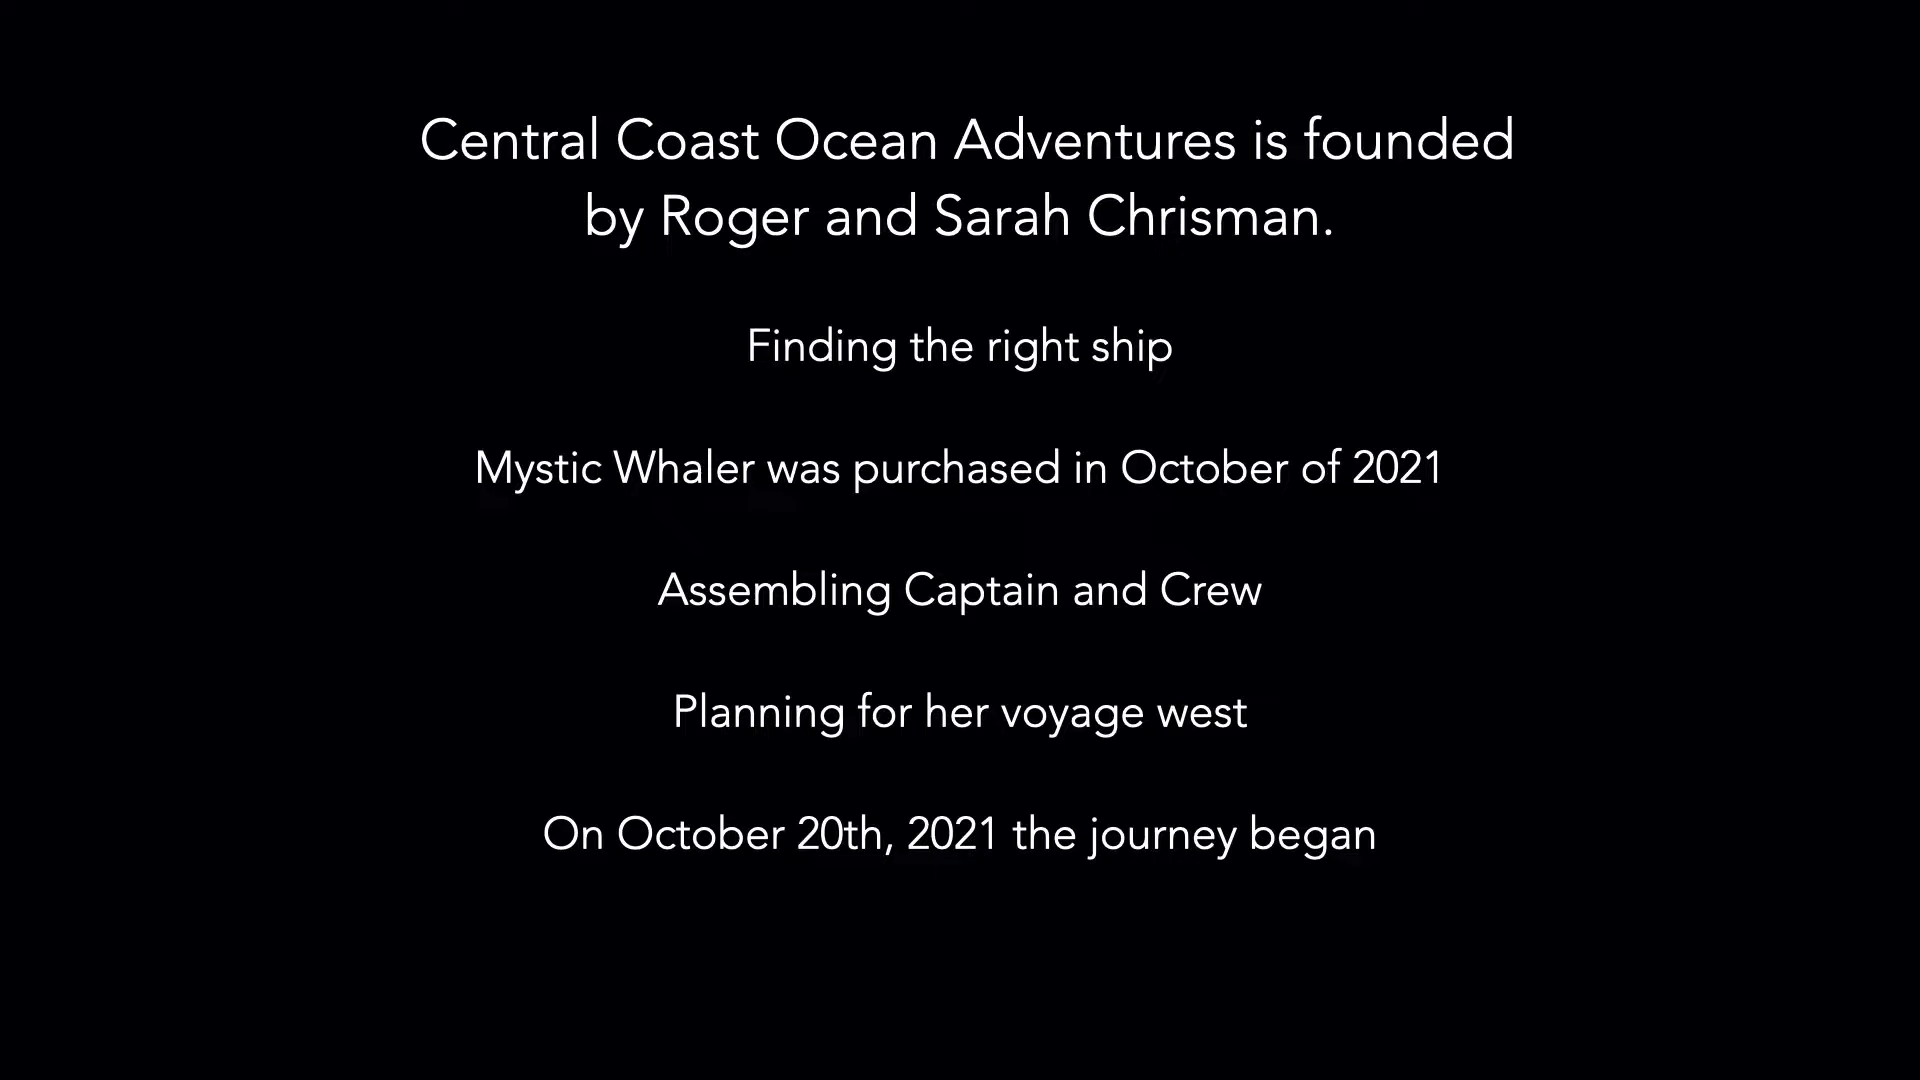 Central Coast Ocean Adventures is founded
by Roger and Sarah Chrisman.
Finding the right ship
Mystic Whaler was purchased in October of 2021
Assembling Captain and Crew
Planning for her voyage west
On October 20th, 2021 the journey began